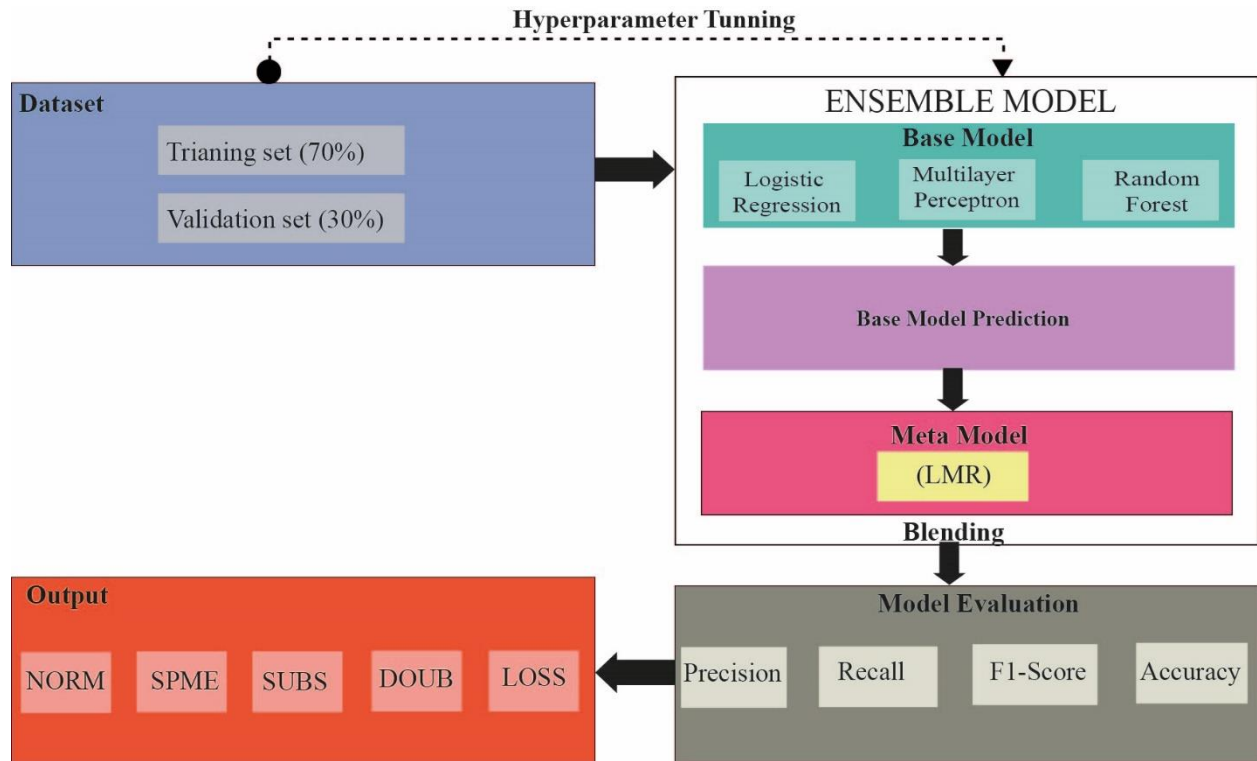 Hyperparameter Tunning
Dataset
Trianing set (70%)
Validation set (30%)
ENSEMBLE MODEL
Base Model
Logistic
Regression
Multilayer
Perceptron
Random
Forest
Base Model Prediction
Meta Model
(LMR)
Blending
Model Evaluation
Precision
Recall
F1-Score
Accuracy
Output
NORM
SPME
SUBS
DOUB
LOSS